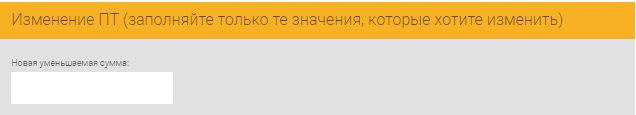 Изменение ПТ (заполняйте только те значения, которые хотите изменить)
Новая уменьшаемая сумма: